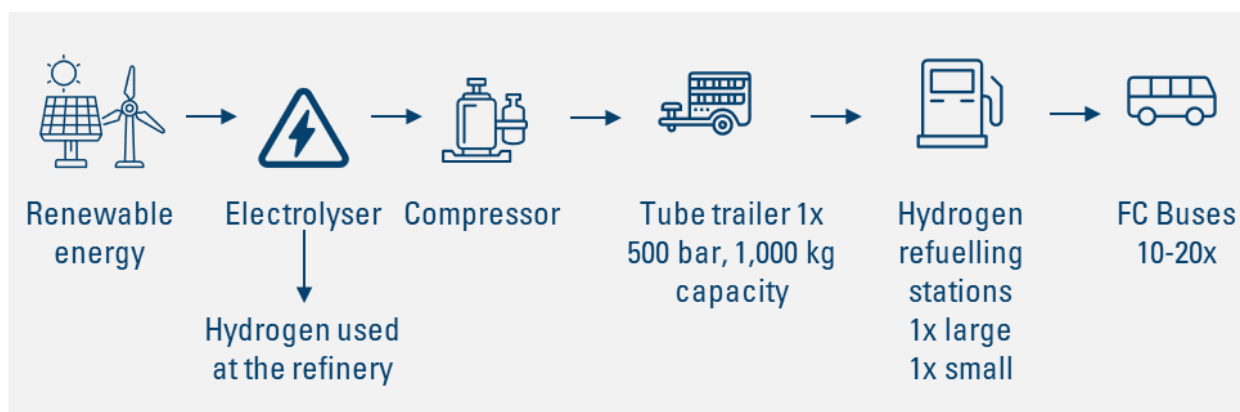 Renewable
energy
Electrolyser
Hydrogen used
at the refinery
Compressor
Tube trailer 1x
500 bar, 1,000 kg
capacity
Hydrogen
refuelling
stations
1x large
1x small
FC Buses
10-20x